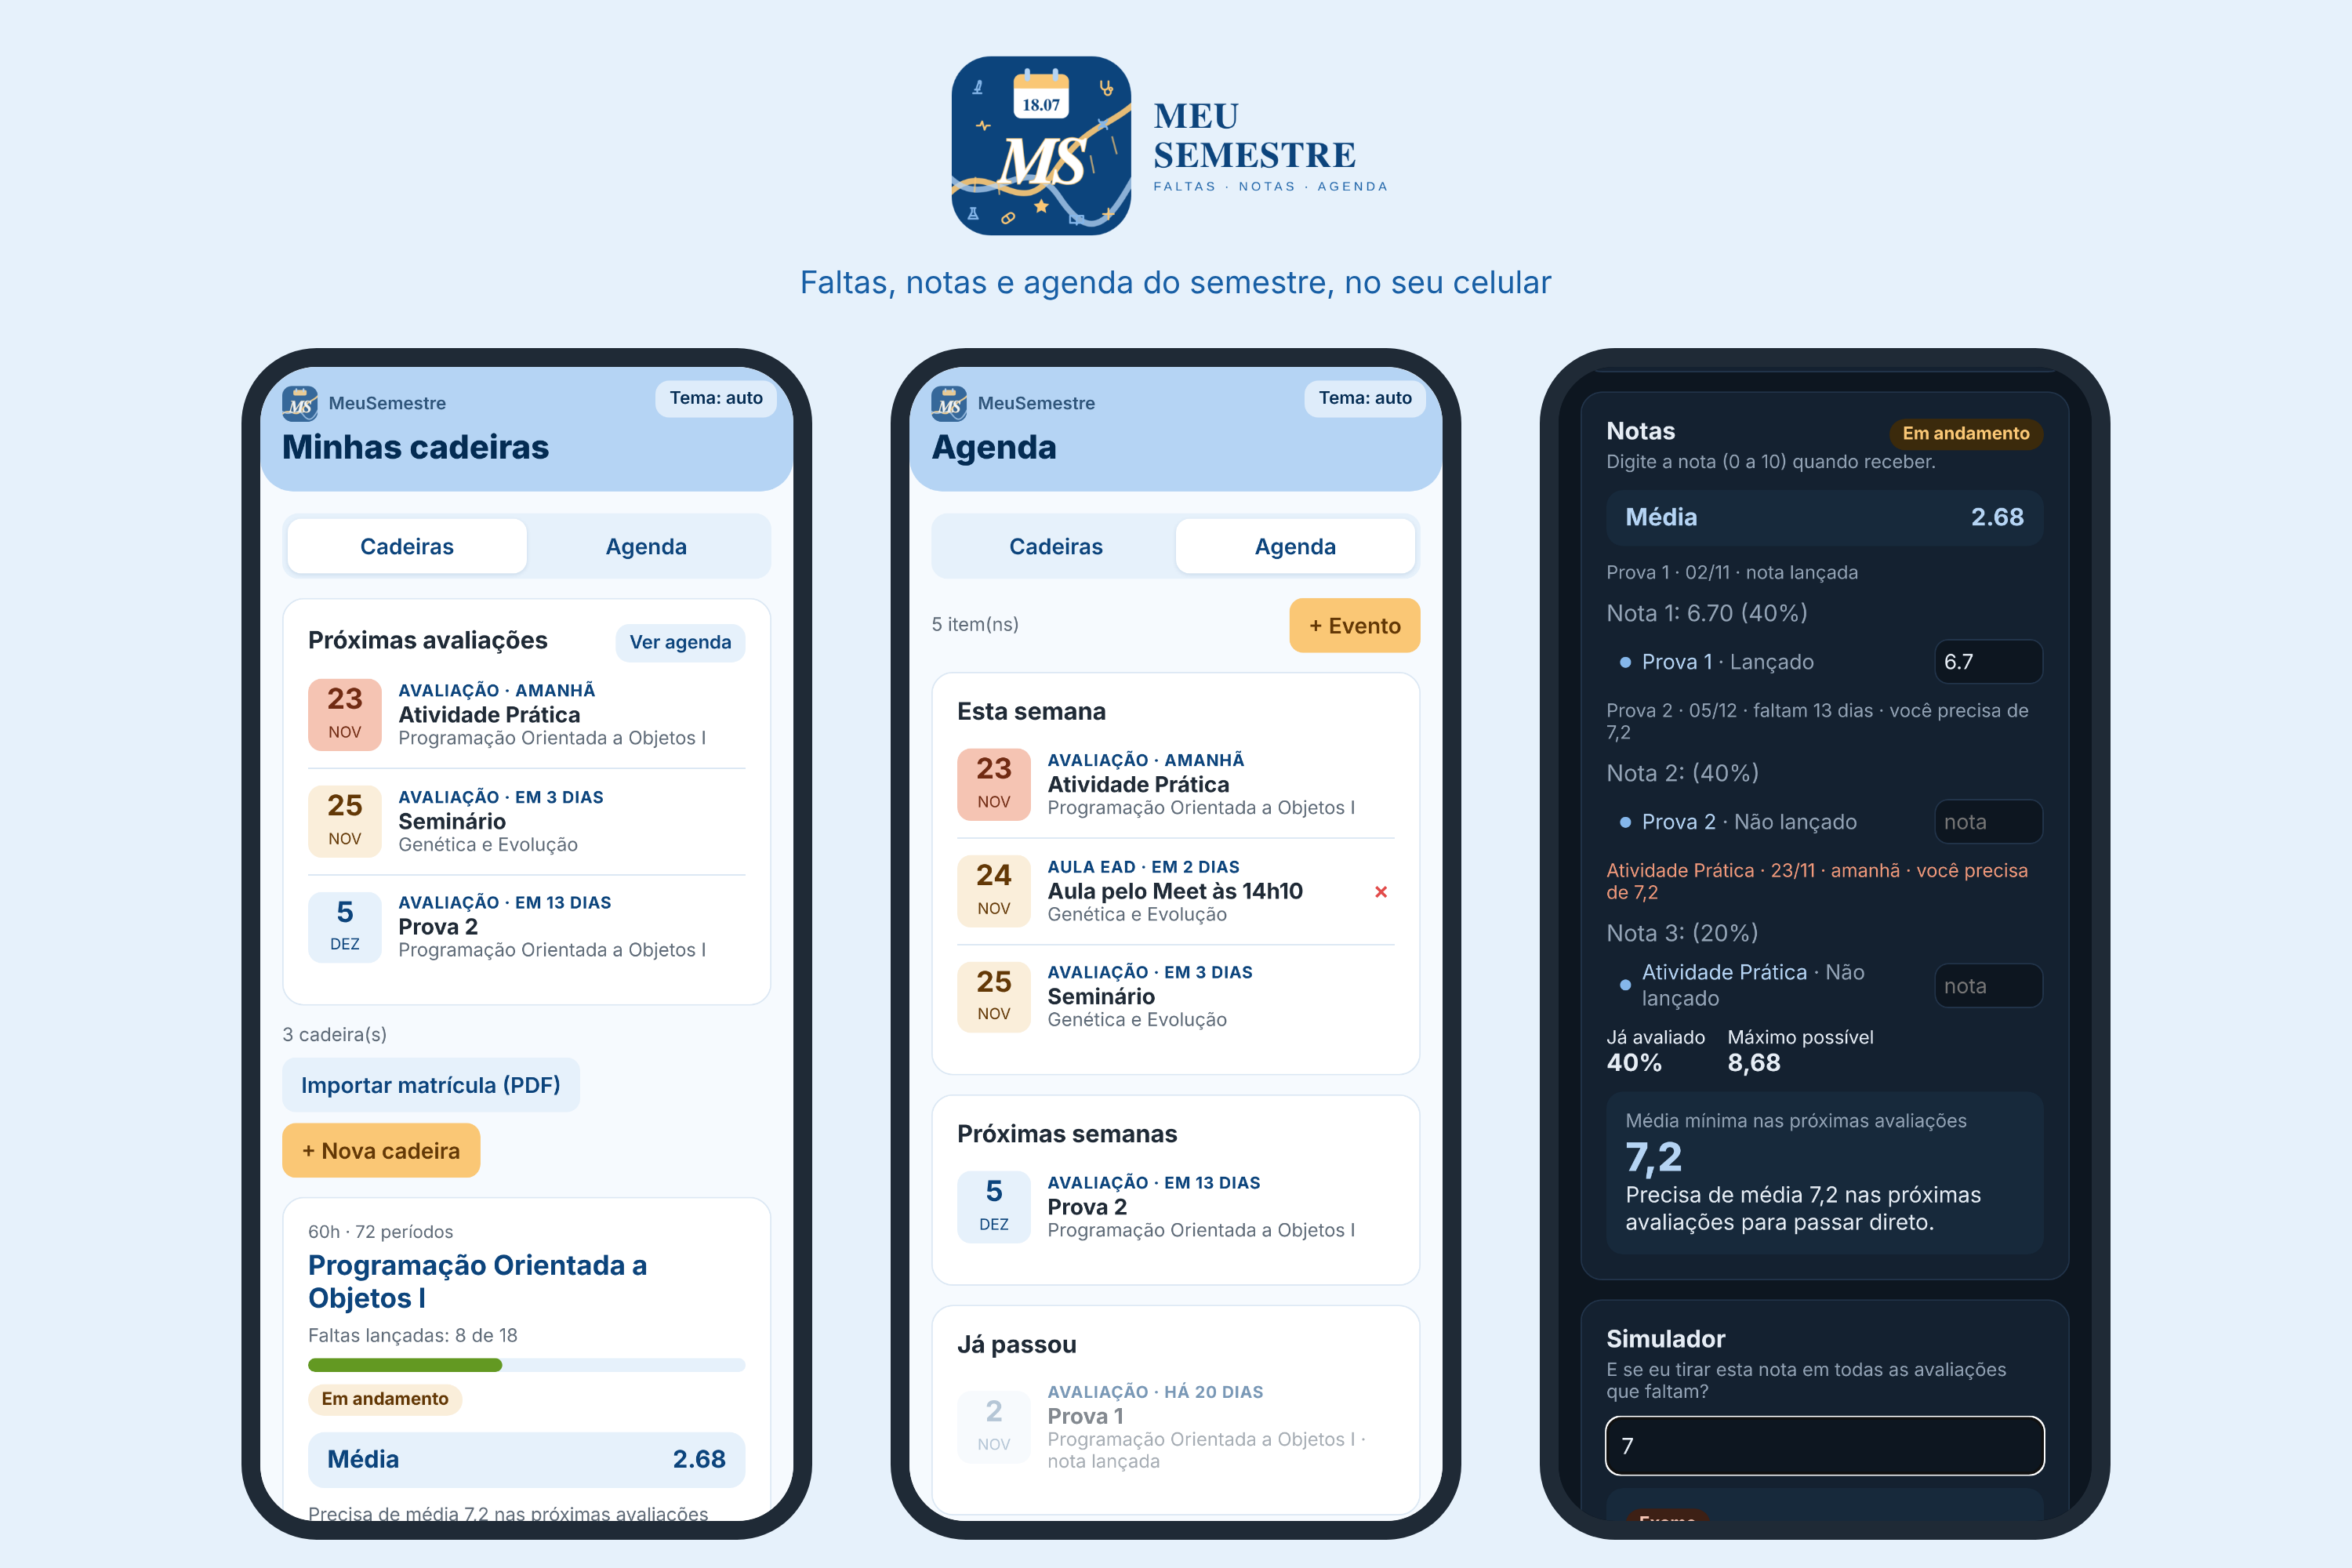 18.07
MS
MEU
SEMESTRE
FALTAS · NOTAS · AGENDA
Faltas, notas e agenda do semestre, no seu celular
MS
MeuSemestre
Tema: auto
Minhas cadeiras
Cadeiras
Agenda
Próximas avaliações
Ver agenda
23
NOV
AVALIAÇÃO · AMANHÃ
Atividade Prática
Programação Orientada a Objetos I
25
NOV
AVALIAÇÃO · EM 3 DIAS
Seminário
Genética e Evolução
5
DEZ
AVALIAÇÃO · EM 13 DIAS
Prova 2
Programação Orientada a Objetos I
3 cadeira(s)
Importar matrícula (PDF)
+ Nova cadeira
60h · 72 períodos
Programação Orientada a
Objetos I
Faltas lançadas: 8 de 18
Em andamento
Média
2.68
Precisa de média 7,2 nas próximas avaliações
MS
MeuSemestre
Tema: auto
Agenda
Cadeiras
Agenda
5 item(ns)
+ Evento
Esta semana
23
NOV
AVALIAÇÃO · AMANHÃ
Atividade Prática
Programação Orientada a Objetos I
24
NOV
AULA EAD · EM 2 DIAS
Aula pelo Meet às 14h10
Genética e Evolução
×
25
NOV
AVALIAÇÃO · EM 3 DIAS
Seminário
Genética e Evolução
Próximas semanas
5
DEZ
AVALIAÇÃO · EM 13 DIAS
Prova 2
Programação Orientada a Objetos I
Já passou
2
NOV
AVALIAÇÃO · HÁ 20 DIAS
Prova 1
Programação Orientada a Objetos I ·
nota lançada
Notas
Em andamento
Digite a nota (0 a 10) quando receber.
Média
2.68
Prova 1 · 02/11 · nota lançada
Nota 1: 6.70 (40%)
Prova 1 · Lançado
6.7
Prova 2 · 05/12 · faltam 13 dias · você precisa de
7,2
Nota 2: (40%)
Prova 2 · Não lançado
nota
Atividade Prática · 23/11 · amanhã · você precisa
de 7,2
Nota 3: (20%)
Atividade Prática · Não
lançado
nota
Já avaliado
40%
Máximo possível
8,68
Média mínima nas próximas avaliações
7,2
Precisa de média 7,2 nas próximas
avaliações para passar direto.
Simulador
E se eu tirar esta nota em todas as avaliações
que faltam?
7
Exame